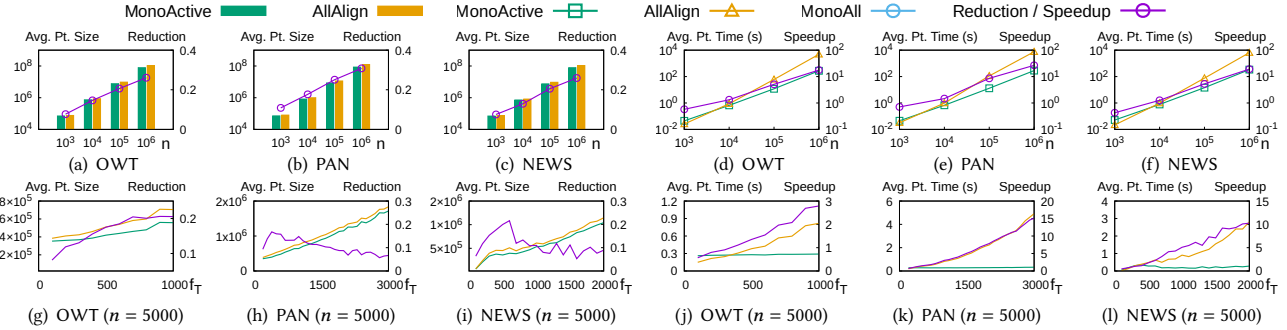 MonoActive AllAlign MonoActive AllAlign MonoAll Reduction / Speedup
Avg. Pt. Size Reduction Avg. Pt. Size Reduction Avg. Pt. Size Reduction Avg. Pt. Time (s) Speedup Avg. Pt. Time (s) Speedup Avg. Pt. Time (s) Speedup
10^8 0.4 10^8 0.4 10^8 0.4 10^4 10^2 10^4 10^2 10^4 10^2
10^2 10^1 10^2 10^1 10^2 10^1
10^6 0.2 10^6 0.2 10^6 0.2 10^0 10^0 10^0 10^0 10^0 10^0
10^4 0 10^4 0 10^4 0 10^-2 10^-1 10^-2 10^-1 10^-2 10^-1
10^3 10^4 10^5 10^6 n 10^3 10^4 10^5 10^6 n 10^3 10^4 10^5 10^6 n 10^3 10^4 10^5 10^6 n 10^3 10^4 10^5 10^6 n 10^3 10^4 10^5 10^6 n
(a) OWT (b) PAN (c) NEWS (d) OWT (e) PAN (f) NEWS
Avg. Pt. Size Reduction Avg. Pt. Size Reduction Avg. Pt. Size Reduction Avg. Pt. Time (s) Speedup Avg. Pt. Time (s) Speedup Avg. Pt. Time (s) Speedup
8×10^5 2×10^6 0.3 2×10^6 0.3 1.2 3 6 20 4 15
6×10^5 0.2 0.2 1×10^6 0.2 0.9 2 4 15 3 10
4×10^5 1×10^6 0.6 10 2
2×10^5 0.1 0.1 5×10^5 0.1 0.3 1 2 5 1 5
0 0 0 0 0 0 0 0 0 0
0 500 1000 f_T 0 1500 3000 f_T 0 1000 2000 f_T 0 500 1000 f_T 0 1500 3000 f_T 0 500 1000 1500 2000 f_T
(g) OWT (n = 5000) (h) PAN (n = 5000) (i) NEWS (n = 5000) (j) OWT (n = 5000) (k) PAN (n = 5000) (l) NEWS (n = 5000)